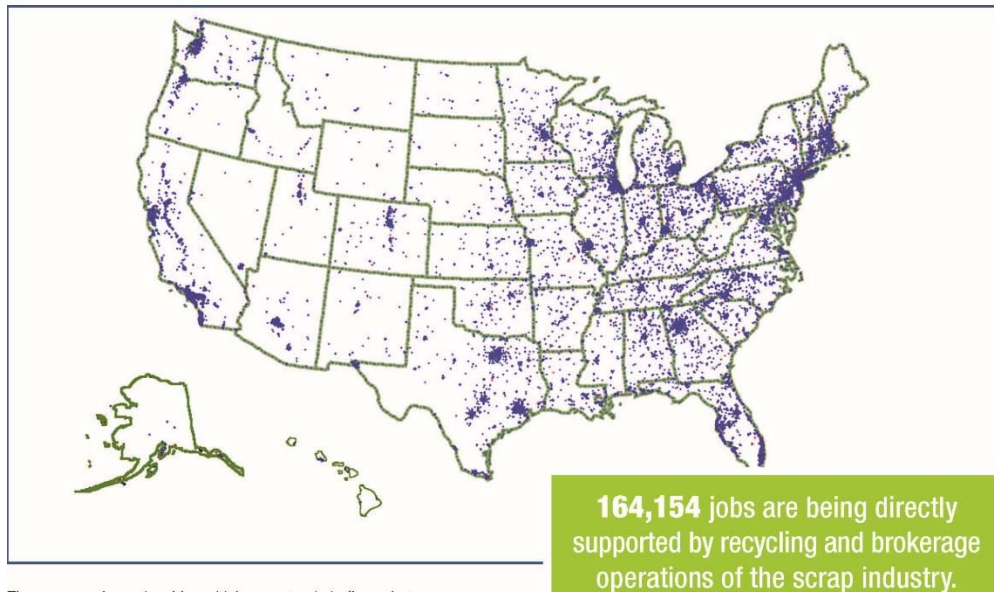 164,154 jobs are being directly
supported by recycling and brokerage
operations of the scrap industry.